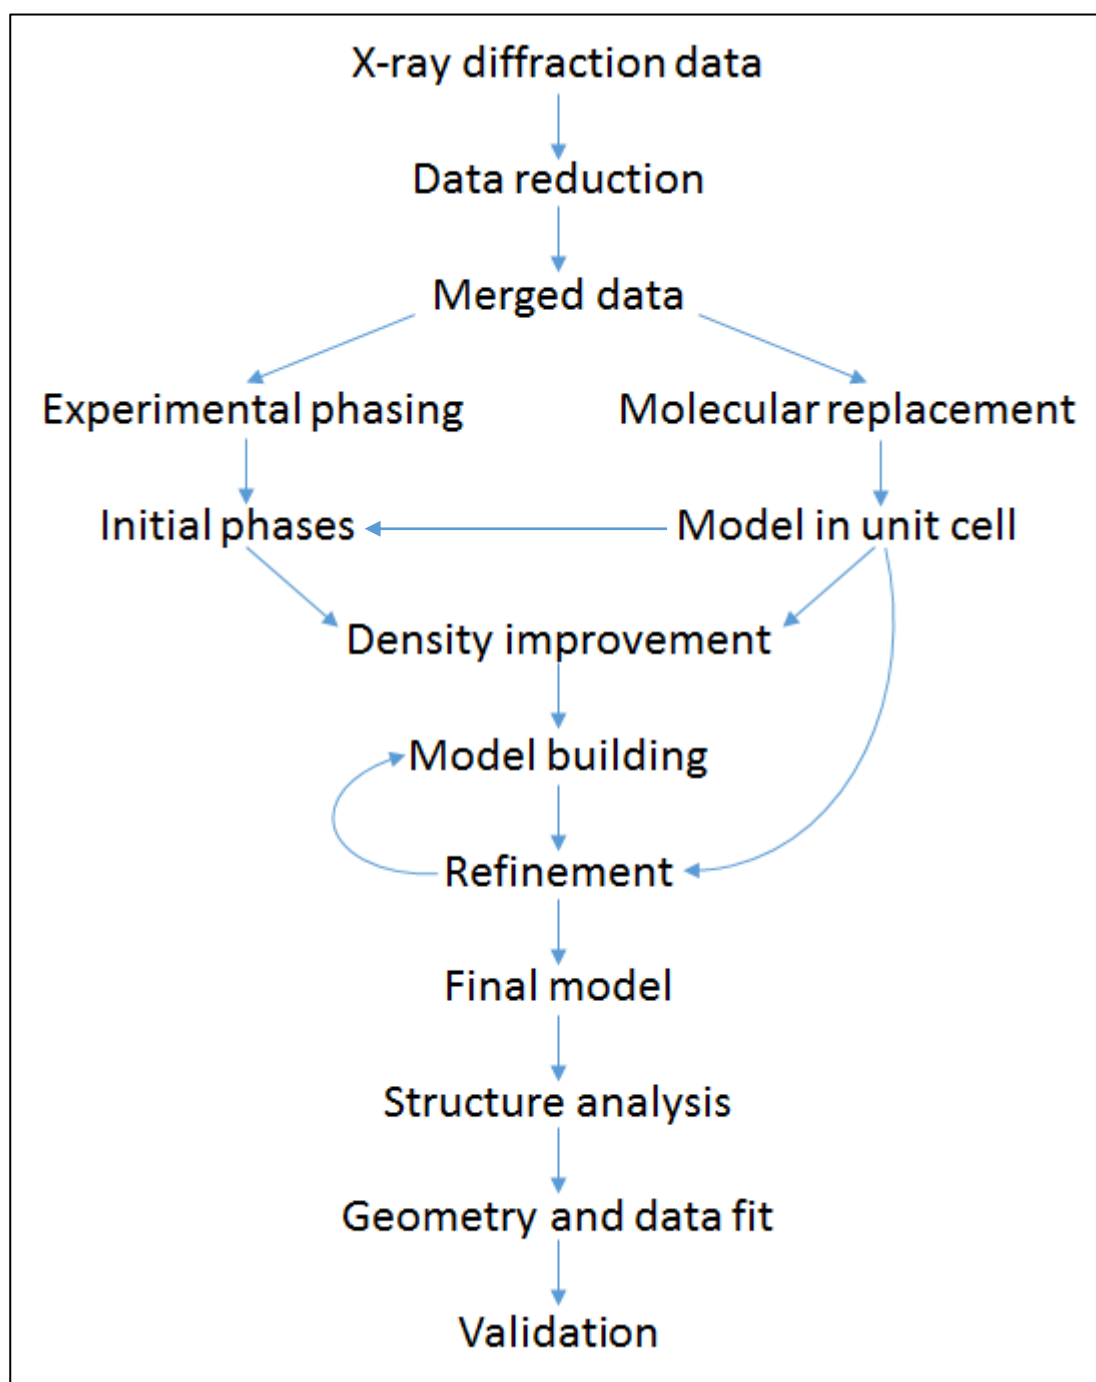 X-ray diffraction data
Data reduction
Merged data
Experimental phasing
Molecular replacement
Initial phases
Model in unit cell
Density improvement
Model building
Refinement
Final model
Structure analysis
Geometry and data fit
Validation